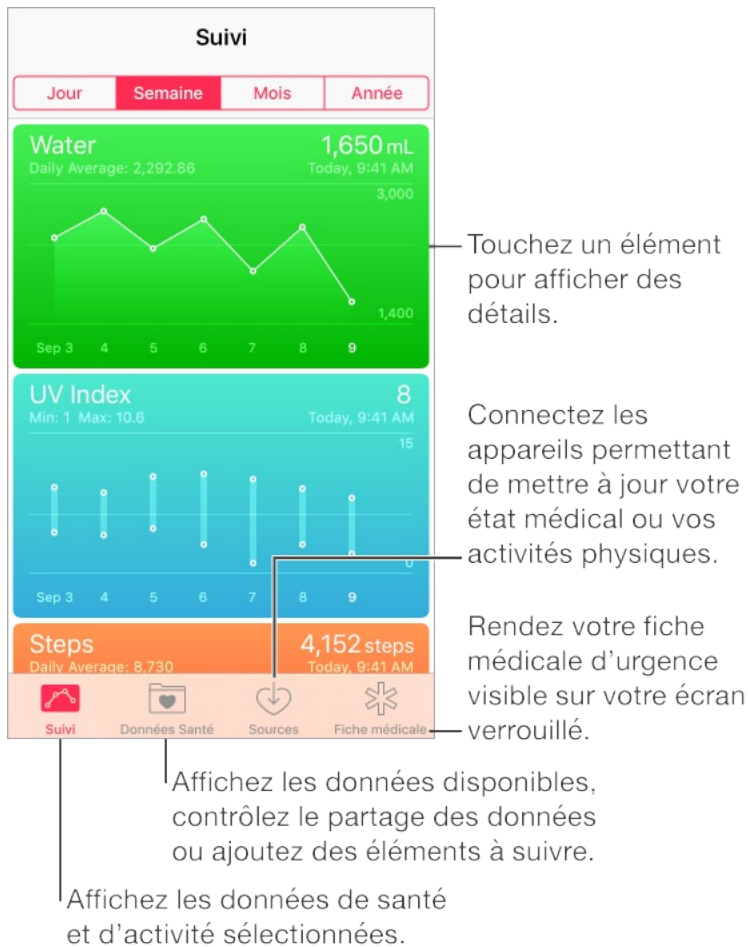 Suivi
Jour Semaine Mois Année
Water 1,650 mL
Daily Average: 2,292.86 Today, 9:41 AM
3,000
1,400
Sep 3 4 5 6 7 8 9
UV Index 8
Min: 1 Max: 10.6 Today, 9:41 AM
15
0
Sep 3 4 5 6 7 8 9
Steps 4,152 steps
Daily Average: 8,730 Today, 9:41 AM
Suivi Données Santé Sources Fiche médicale
Touchez un élément
pour afficher des
détails.
Connectez les
appareils permettant
de mettre à jour votre
état médical ou vos
activités physiques.
Rendez votre fiche
médicale d’urgence
visible sur votre écran
verrouillé.
Affichez les données disponibles,
contrôlez le partage des données
ou ajoutez des éléments à suivre.
Affichez les données de santé
et d’activité sélectionnées.